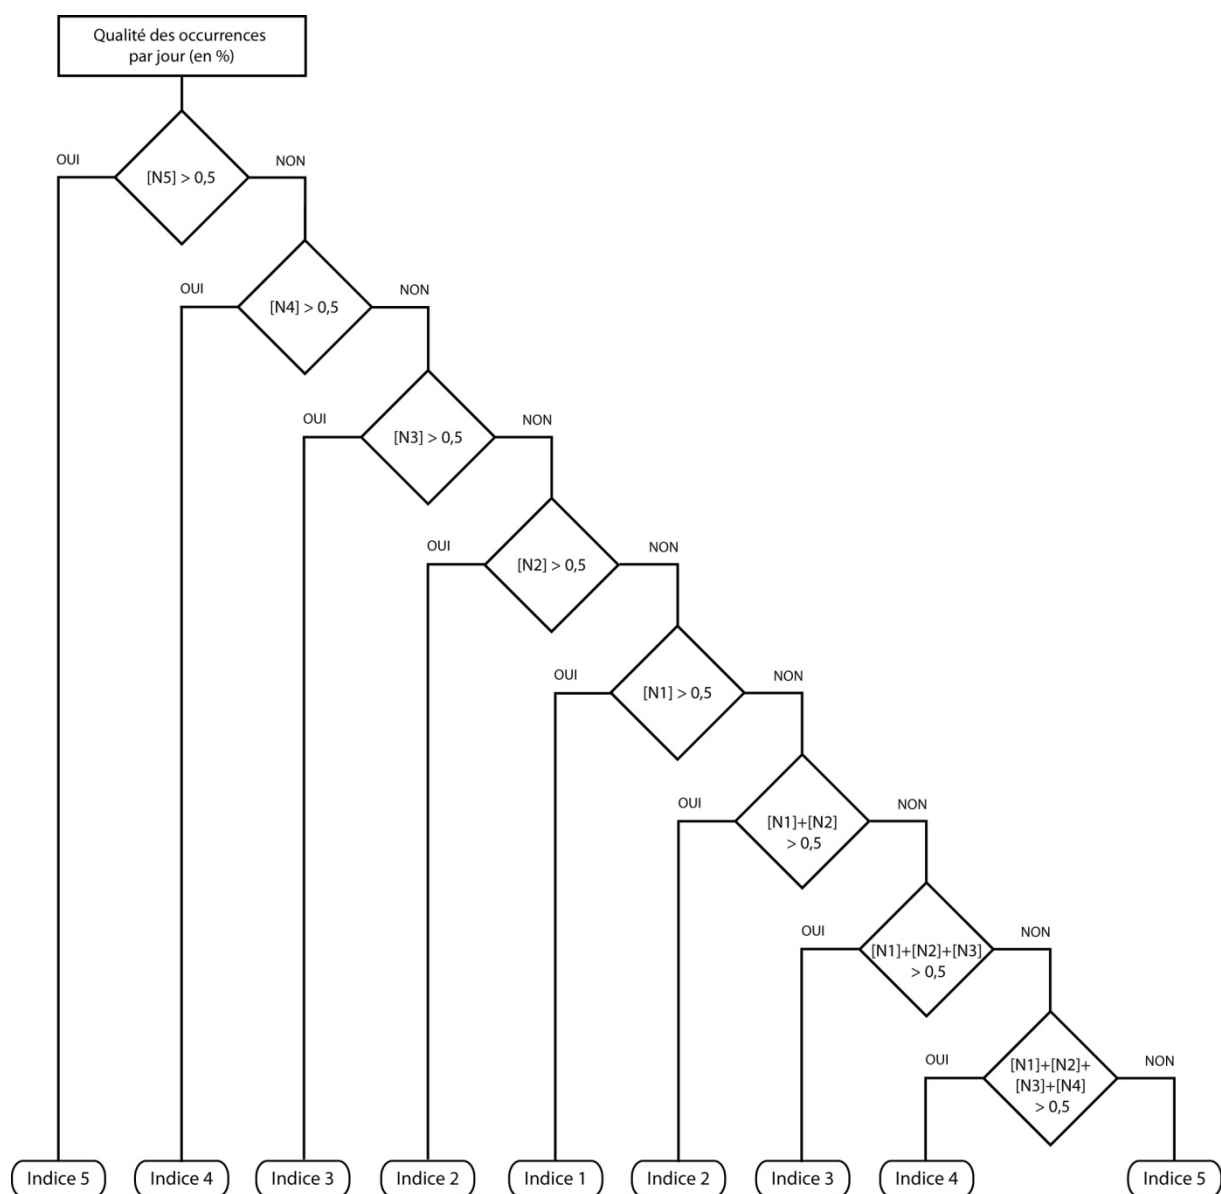 Qualité des occurrences
par jour (en %)
OUI
NON
[N5] > 0,5
OUI
NON
[N4] > 0,5
OUI
NON
[N3] > 0,5
OUI
NON
[N2] > 0,5
OUI
NON
[N1] > 0,5
OUI
NON
[N1]+[N2]
> 0,5
OUI
NON
[N1]+[N2]+[N3]
> 0,5
OUI
NON
[N1]+[N2]+
[N3]+[N4]
> 0,5
Indice 5
Indice 4
Indice 3
Indice 2
Indice 1
Indice 2
Indice 3
Indice 4
Indice 5